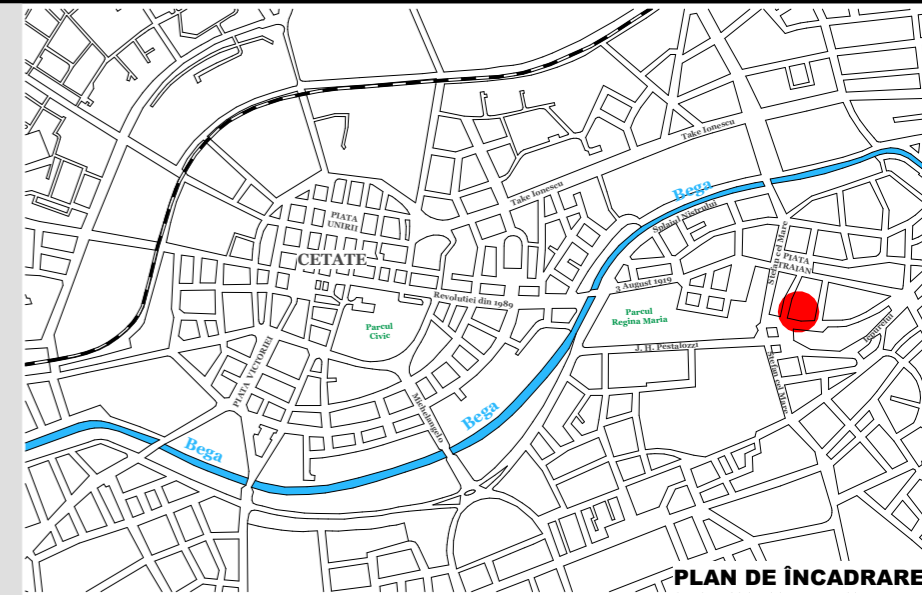 Take Ionescu
Take Ionescu
Bega
Splaiul Nistrului
PIATA
UNIRII
CETATE
Stefan cel Mare
PIATA
TRAIAN
3 August 1919
Revolutiei din 1989
Parcul
Civic
Parcul
Regina Maria
J. H. Pestalozzi
PIATA VICTORIEI
Stefan cel Mare
Michelangelo
Bega
Bega
PLAN DE ÎNCADRARE